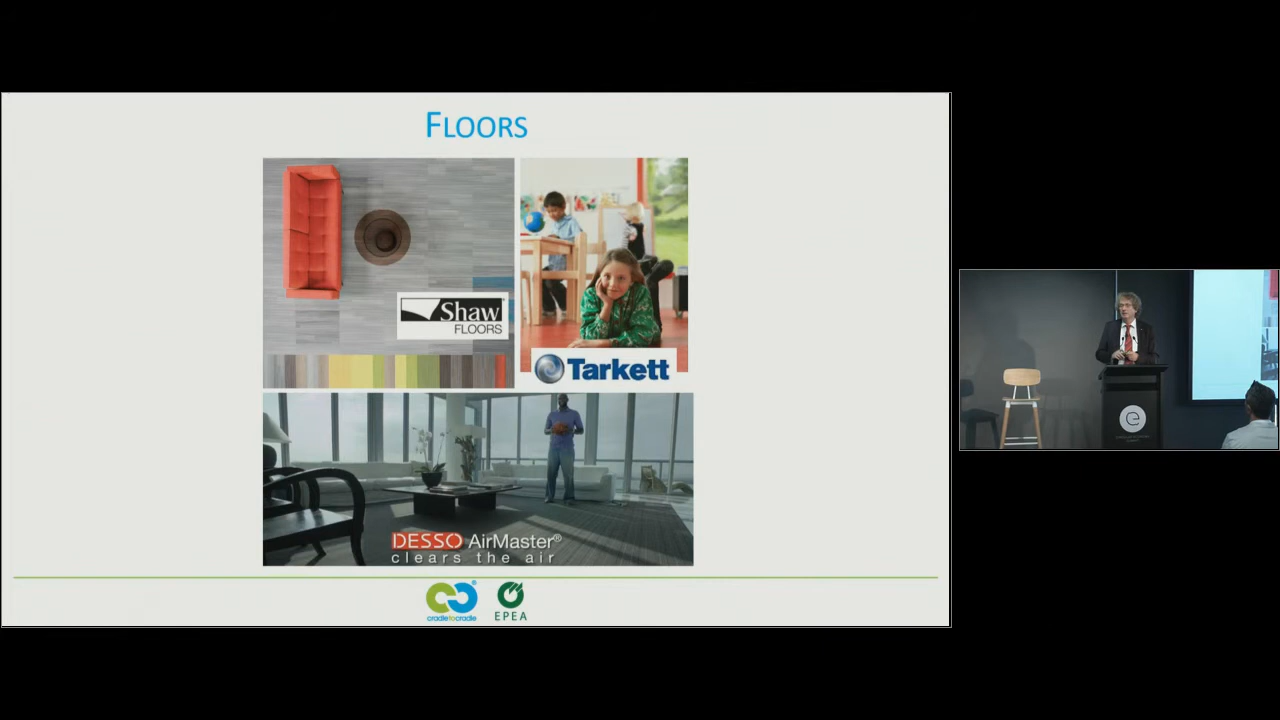 FLOORS
Shaw
FLOORS
Tarkett
DESSO AirMaster®
clears the air
cradletocradle
EPEA
e